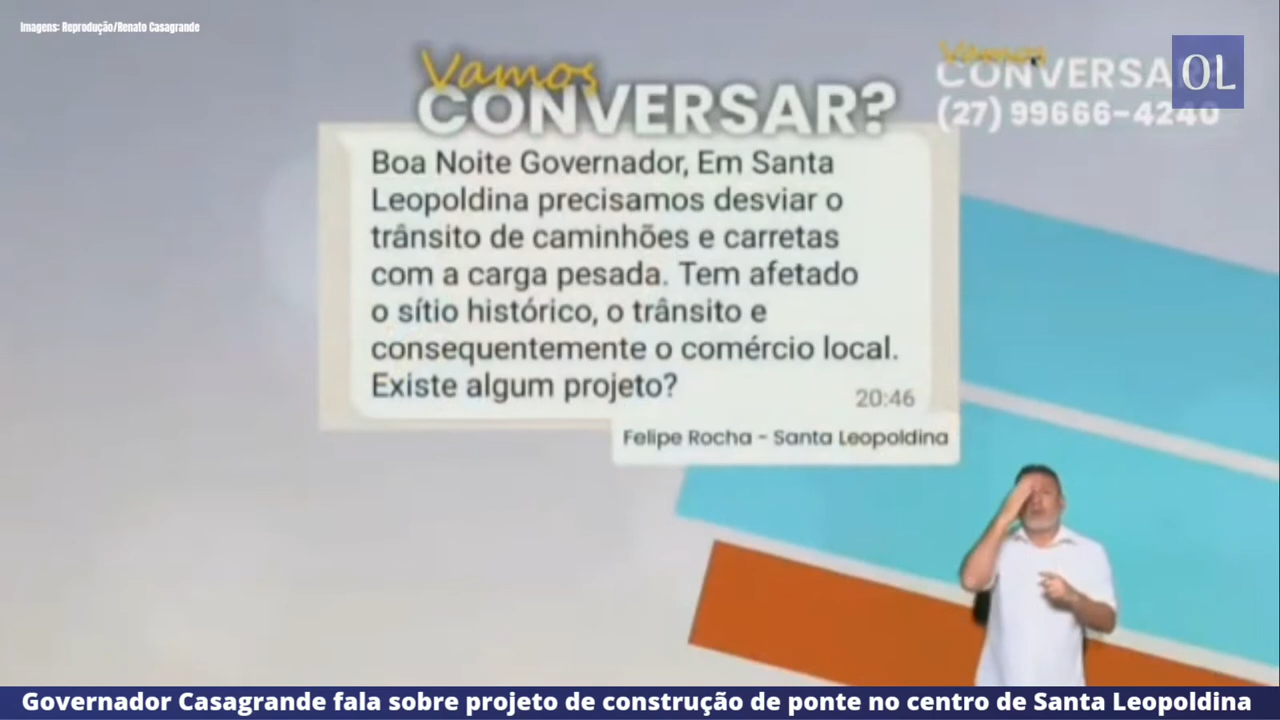 Imagens: Reprodução/Renato Casagrande
Vamos
CONVERSAR?
Vamos
CONVERSA
OL
(27) 99666-4240
Boa Noite Governador, Em Santa
Leopoldina precisamos desviar o
trânsito de caminhões e carretas
com a carga pesada. Tem afetado
o sítio histórico, o trânsito e
consequentemente o comércio local.
Existe algum projeto?
20:46
Felipe Rocha - Santa Leopoldina
Governador Casagrande fala sobre projeto de construção de ponte no centro de Santa Leopoldina